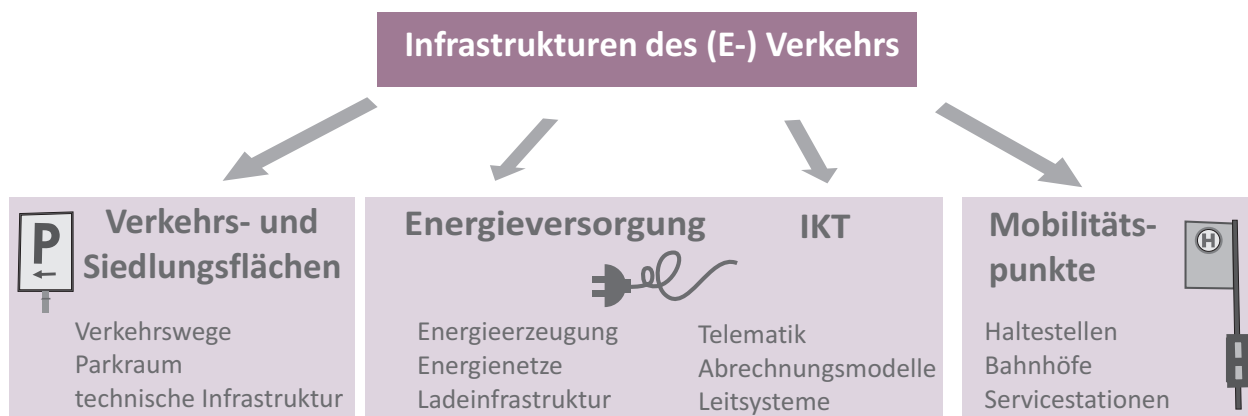 Infrastrukturen des (E-) Verkehrs
P
Verkehrs- und
Siedlungsflächen
Verkehrswege
Parkraum
technische Infrastruktur
Energieversorgung
Energieerzeugung
Energienetze
Ladeinfrastruktur
IKT
Telematik
Abrechnungsmodelle
Leitsysteme
Mobilitäts-
punkte
H
Haltestellen
Bahnhöfe
Servicestationen